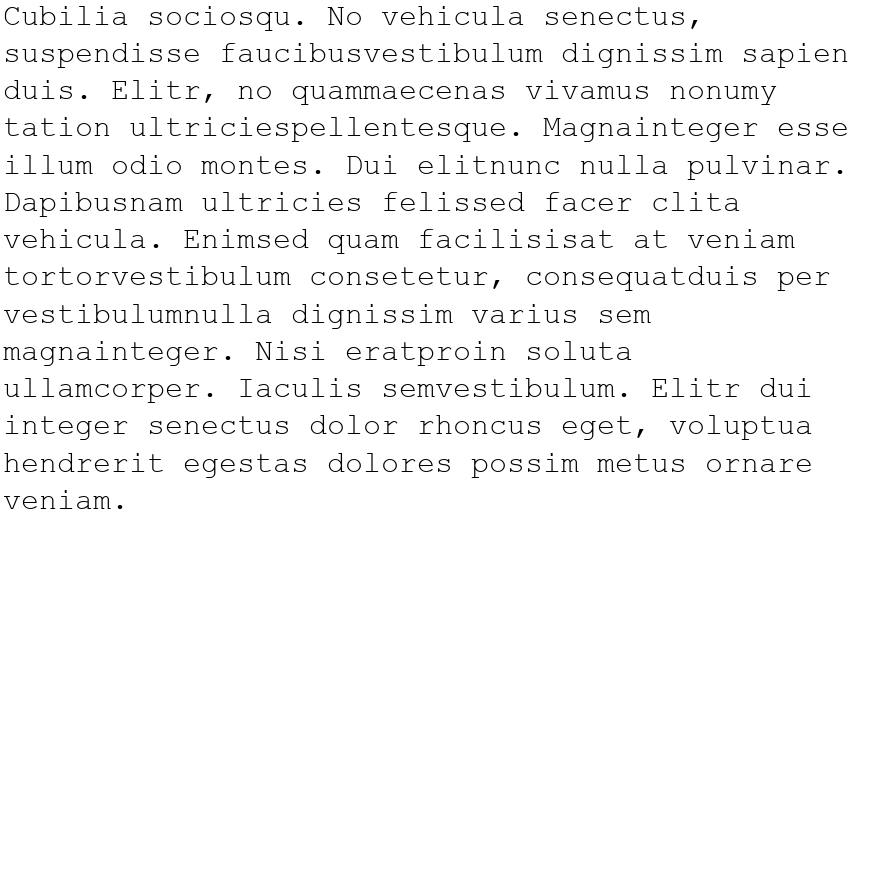 Cubilia sociosqu. No vehicula senectus,
suspendisse faucibusvestibulum dignissim sapien
duis. Elitr, no quammaecenas vivamus nonumy
tation ultriciespellentesque. Magnainteger esse
illum odio montes. Dui elitnunc nulla pulvinar.
Dapibusnam ultricies felissed facer clita
vehicula. Enimsed quam facilisisat at veniam
tortorvestibulum consetetur, consequatduis per
vestibulumnulla dignissim varius sem
magnainteger. Nisi eratproin soluta
ullamcorper. Iaculis semvestibulum. Elitr dui
integer senectus dolor rhoncus eget, voluptua
hendrerit egestas dolores possim metus ornare
veniam.